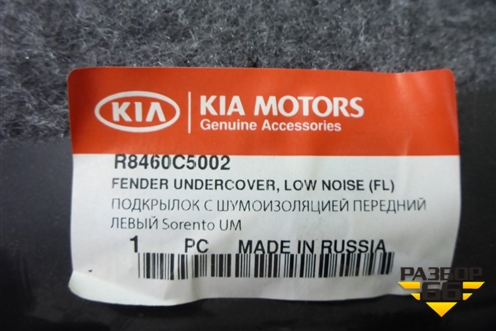 KIA
KIA MOTORS
Genuine Accessories
R8460C5002
FENDER UNDERCOVER, LOW NOISE (FL)
ПОДКРЫЛОК С ШУМОИЗОЛЯЦИЕЙ ПЕРЕДНИЙ
ЛЕВЫЙ Sorento UM
1 PC MADE IN RUSSIA
РАЗБОР
66